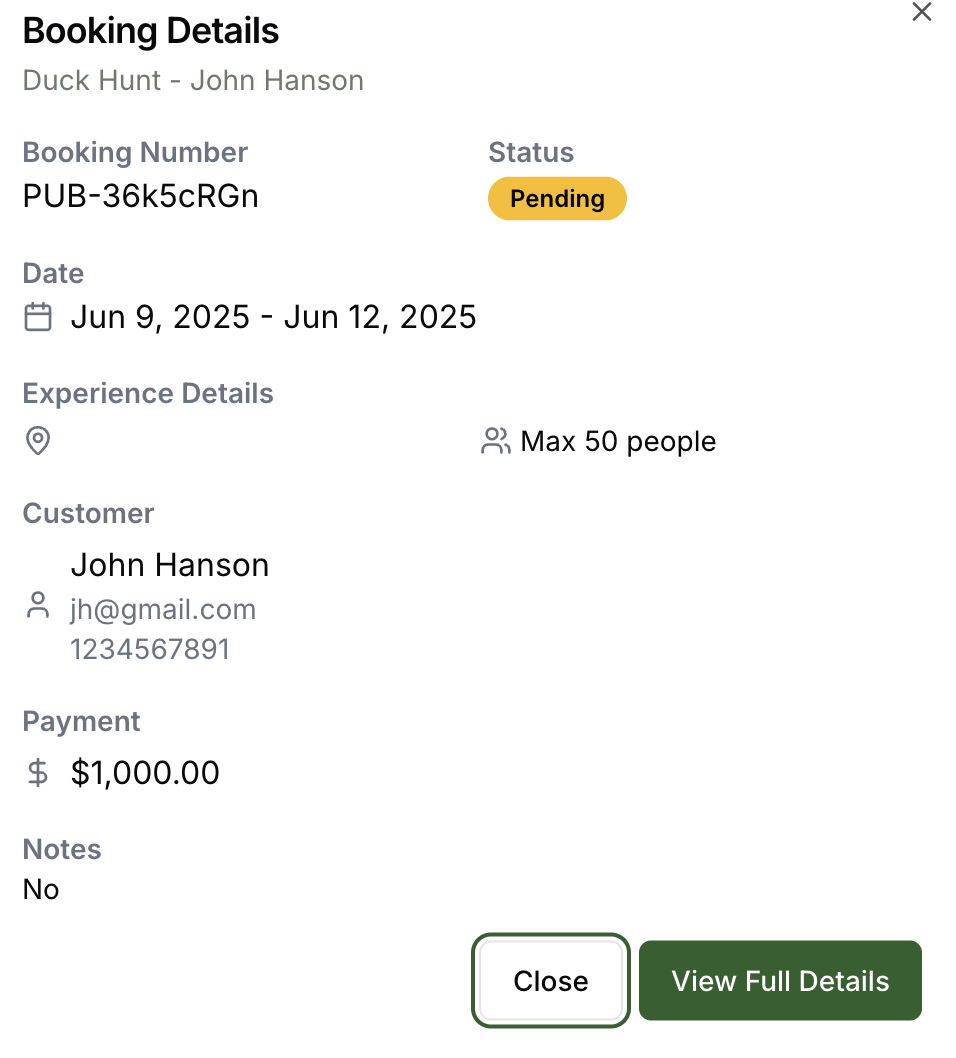 Booking Details
Duck Hunt - John Hanson
Booking Number
PUB-36k5cRGn
Status
Pending
Date
Jun 9, 2025 - Jun 12, 2025
Experience Details
Max 50 people
Customer
John Hanson
jh@gmail.com
1234567891
Payment
$ $1,000.00
Notes
No
Close
View Full Details